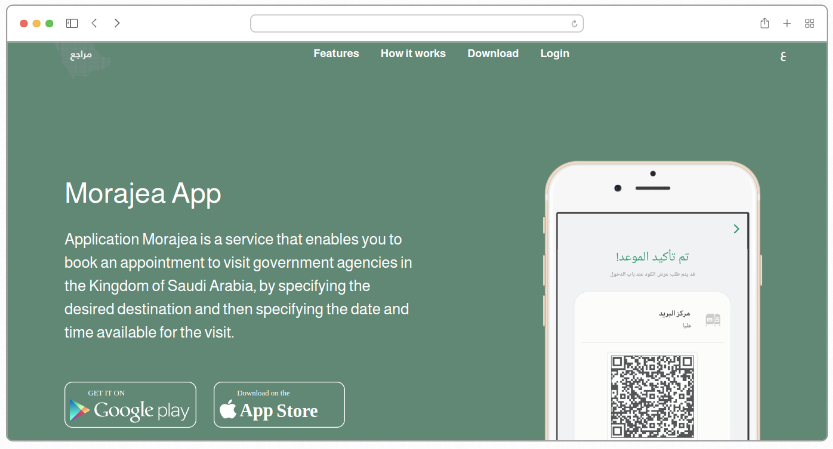 مراجع
Features How it works Download Login
ع
Morajea App
Application Morajea is a service that enables you to
book an appointment to visit government agencies in
the Kingdom of Saudi Arabia, by specifying the
desired destination and then specifying the date and
time available for the visit.
GET IT ON
Google play
Download on the
App Store
تم تأكيد الموعد!
قد يتم طلب عرض الكود عند باب الدخول
مركز البريد
عليا